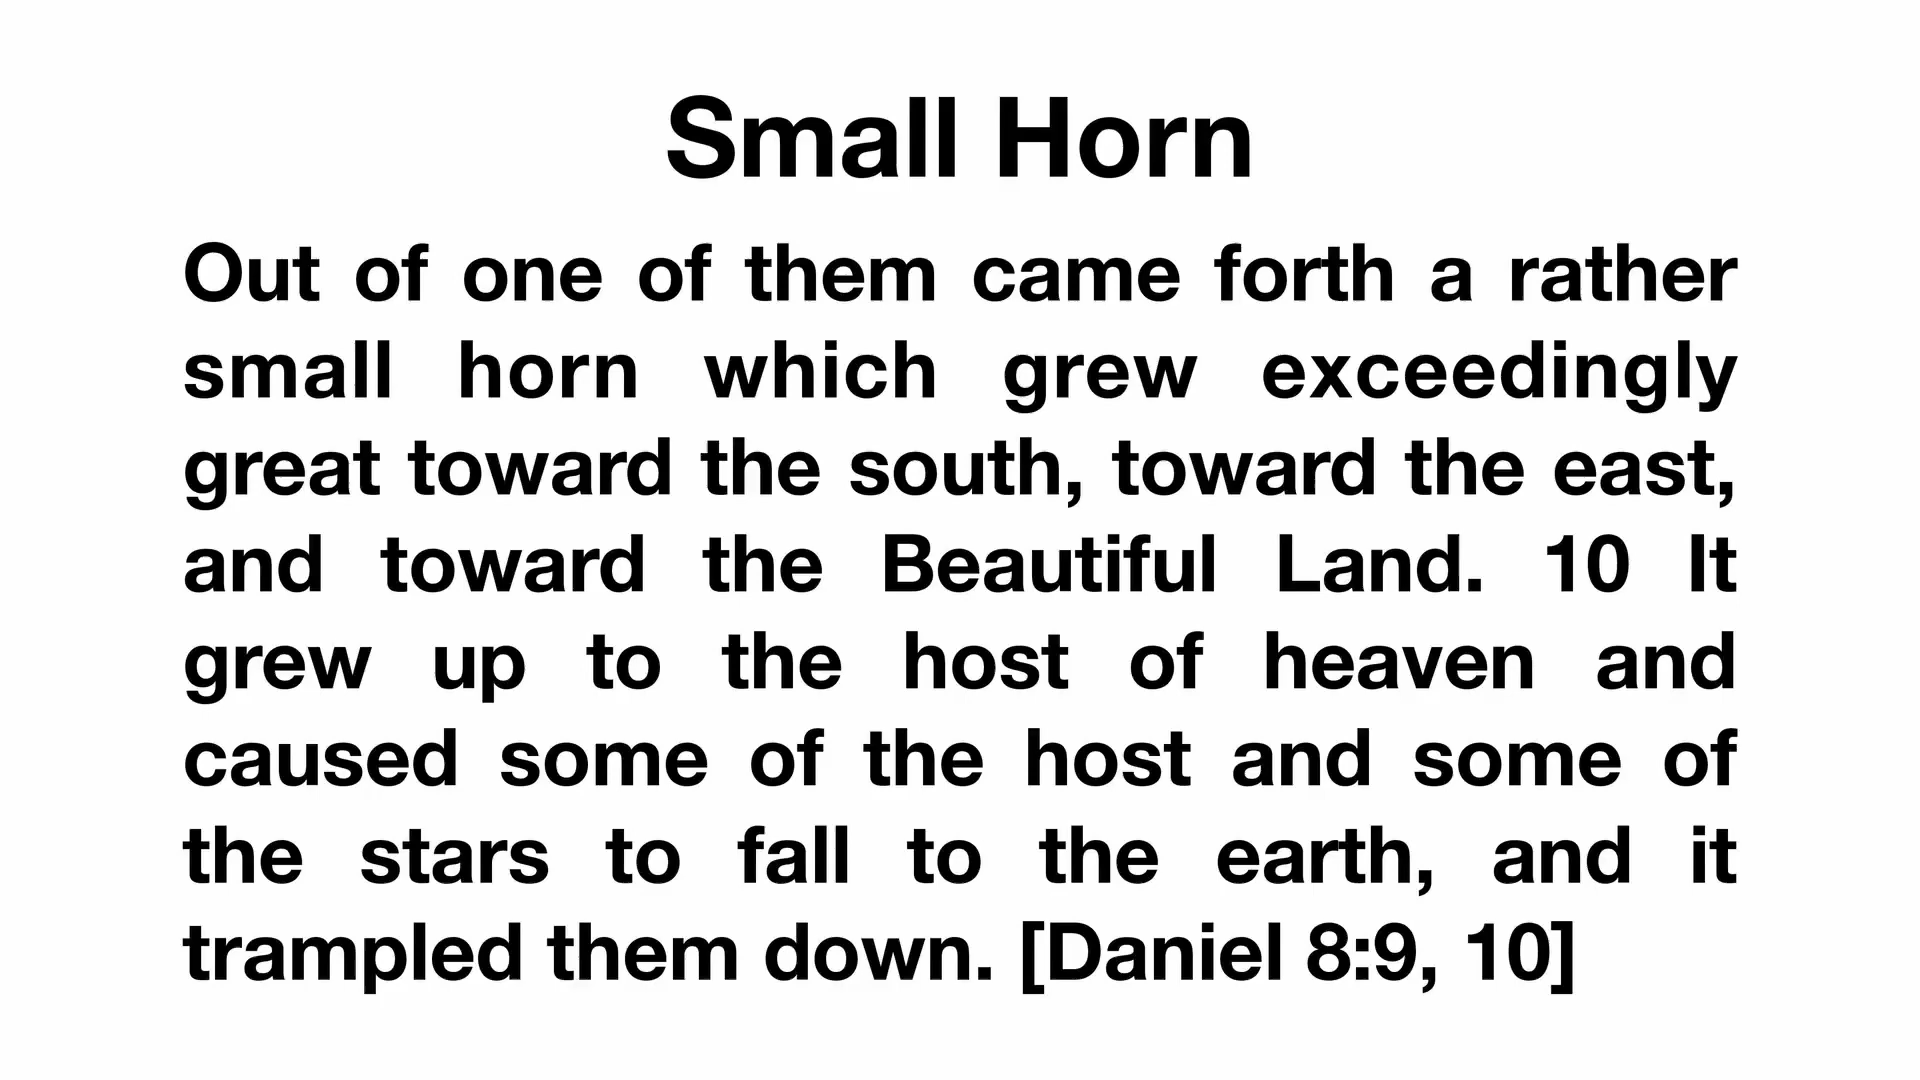 Small Horn
Out of one of them came forth a rather
small horn which grew exceedingly
great toward the south, toward the east,
and toward the Beautiful Land. 10 It
grew up to the host of heaven and
caused some of the host and some of
the stars to fall to the earth, and it
trampled them down. [Daniel 8:9, 10]